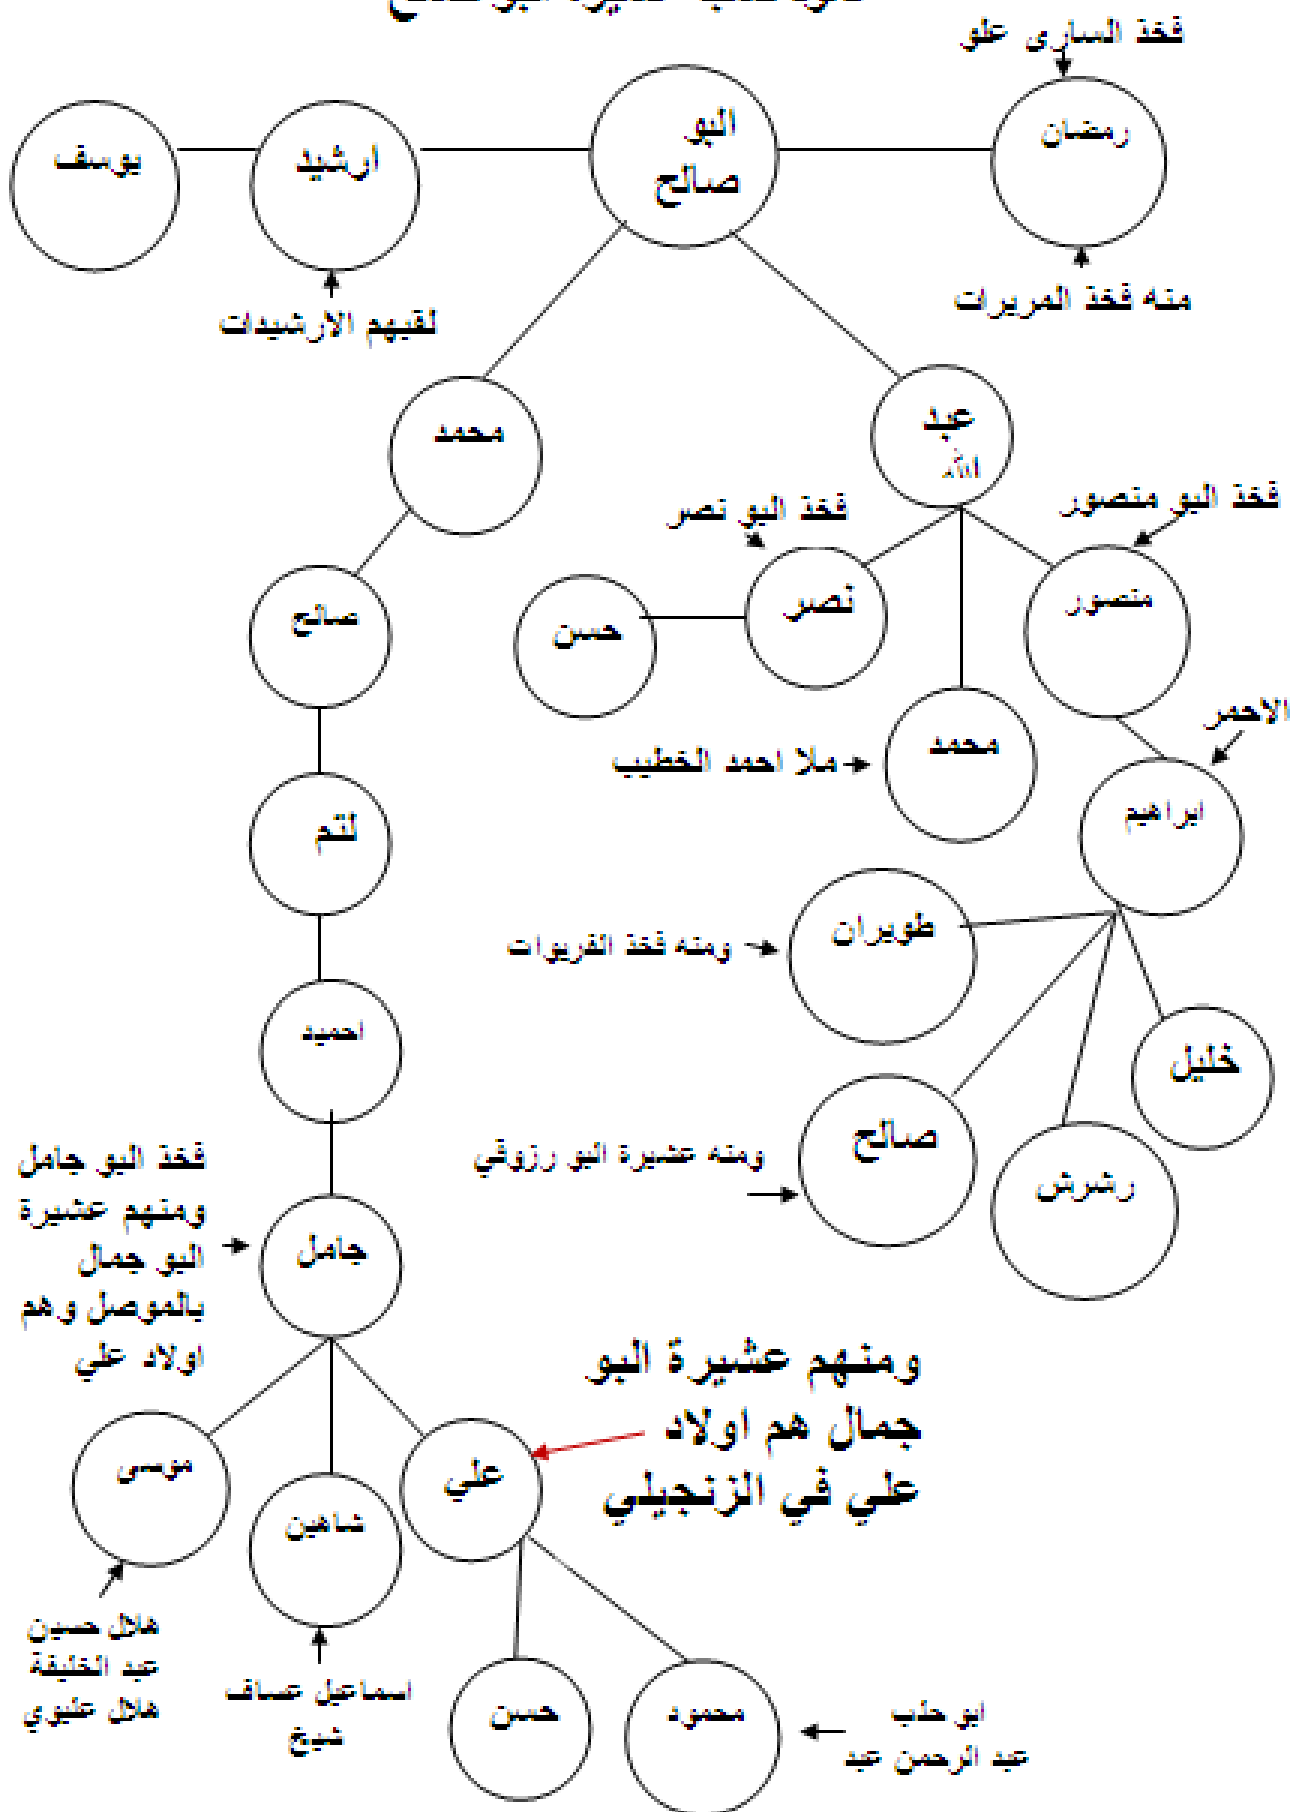 فخذ الساري علو
البو
صالح
رمضان
ارشيد
يوسف
منه فخذ المريرات
لقبهم الارشيدات
محمد
عبد
الله
فخذ البو منصور
فخذ البو نصر
منصور
نصر
حسن
صالح
الاحمر
محمد
ملا احمد الخطيب
ابراهيم
لتم
طويران
ومنه فخذ الفريوات
احميد
خليل
صالح
ومنه عشيرة البو رزوقي
رشرش
فخذ البو جامل
ومنهم عشيرة
البو جمال
بالموصل وهم
اولاد علي
جامل
ومنهم عشيرة البو
جمال هم اولاد
علي في الزنجيلي
علي
موسى
شاهين
هلال حسين
عبد الخليفة
هلال عليوي
اسماعيل عساف
شيخ
حسن
محمود
ابو حذب
عبد الرحمن عبد